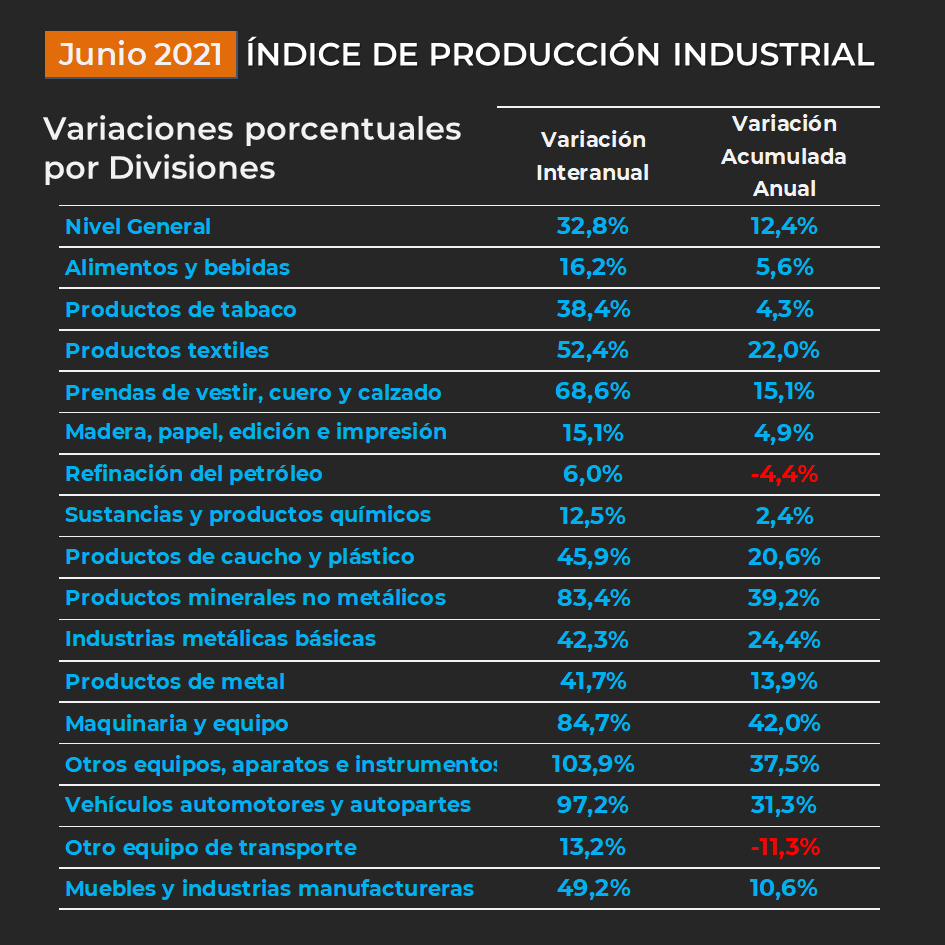 Junio 2021 ÍNDICE DE PRODUCCIÓN INDUSTRIAL
Variaciones porcentuales
por Divisiones
Variación
Interanual
Variación
Acumulada
Anual
Nivel General 32,8% 12,4%
Alimentos y bebidas 16,2% 5,6%
Productos de tabaco 38,4% 4,3%
Productos textiles 52,4% 22,0%
Prendas de vestir, cuero y calzado 68,6% 15,1%
Madera, papel, edición e impresión 15,1% 4,9%
Refinación del petróleo 6,0% -4,4%
Sustancias y productos químicos 12,5% 2,4%
Productos de caucho y plástico 45,9% 20,6%
Productos minerales no metálicos 83,4% 39,2%
Industrias metálicas básicas 42,3% 24,4%
Productos de metal 41,7% 13,9%
Maquinaria y equipo 84,7% 42,0%
Otros equipos, aparatos e instrumentos 103,9% 37,5%
Vehículos automotores y autopartes 97,2% 31,3%
Otro equipo de transporte 13,2% -11,3%
Muebles y industrias manufactureras 49,2% 10,6%